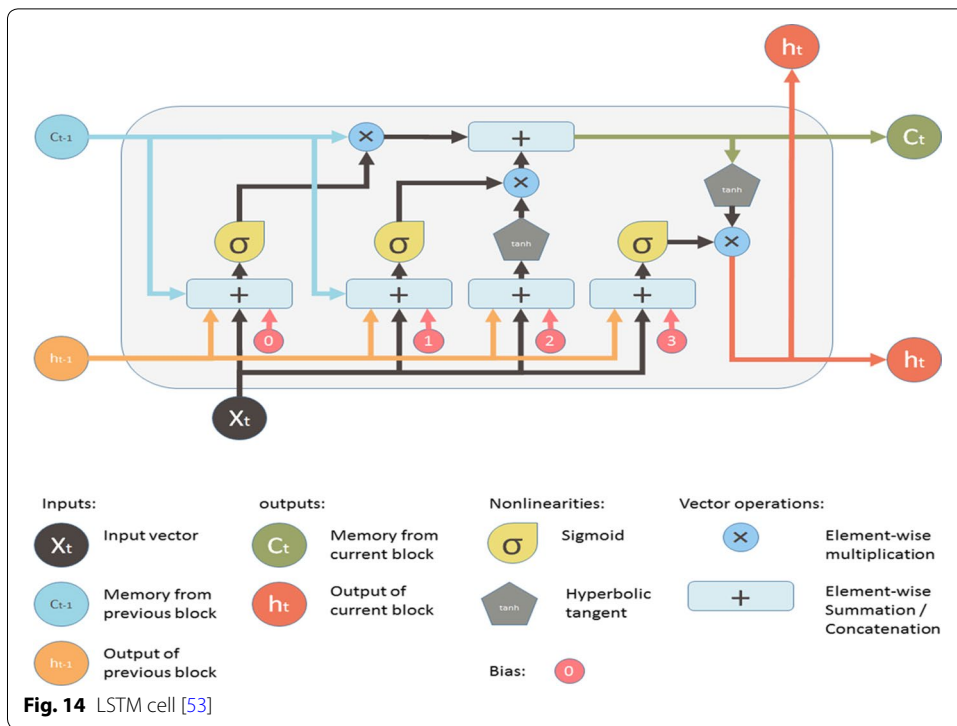 ht
Ct-1
×
+
Ct
tanh
×
σ
σ
tanh
σ
×
+
+
+
+
0
1
2
3
ht-1
ht
Xt
Inputs:
outputs:
Nonlinearities:
Vector operations:
Xt
Input vector
Ct
Memory from
current block
σ
Sigmoid
×
Element-wise
multiplication
Ct-1
Memory from
previous block
ht
Output of
current block
tanh
Hyperbolic
tangent
+
Element-wise
Summation /
Concatenation
ht-1
Output of
previous block
Bias:
0
Fig. 14 LSTM cell [53]